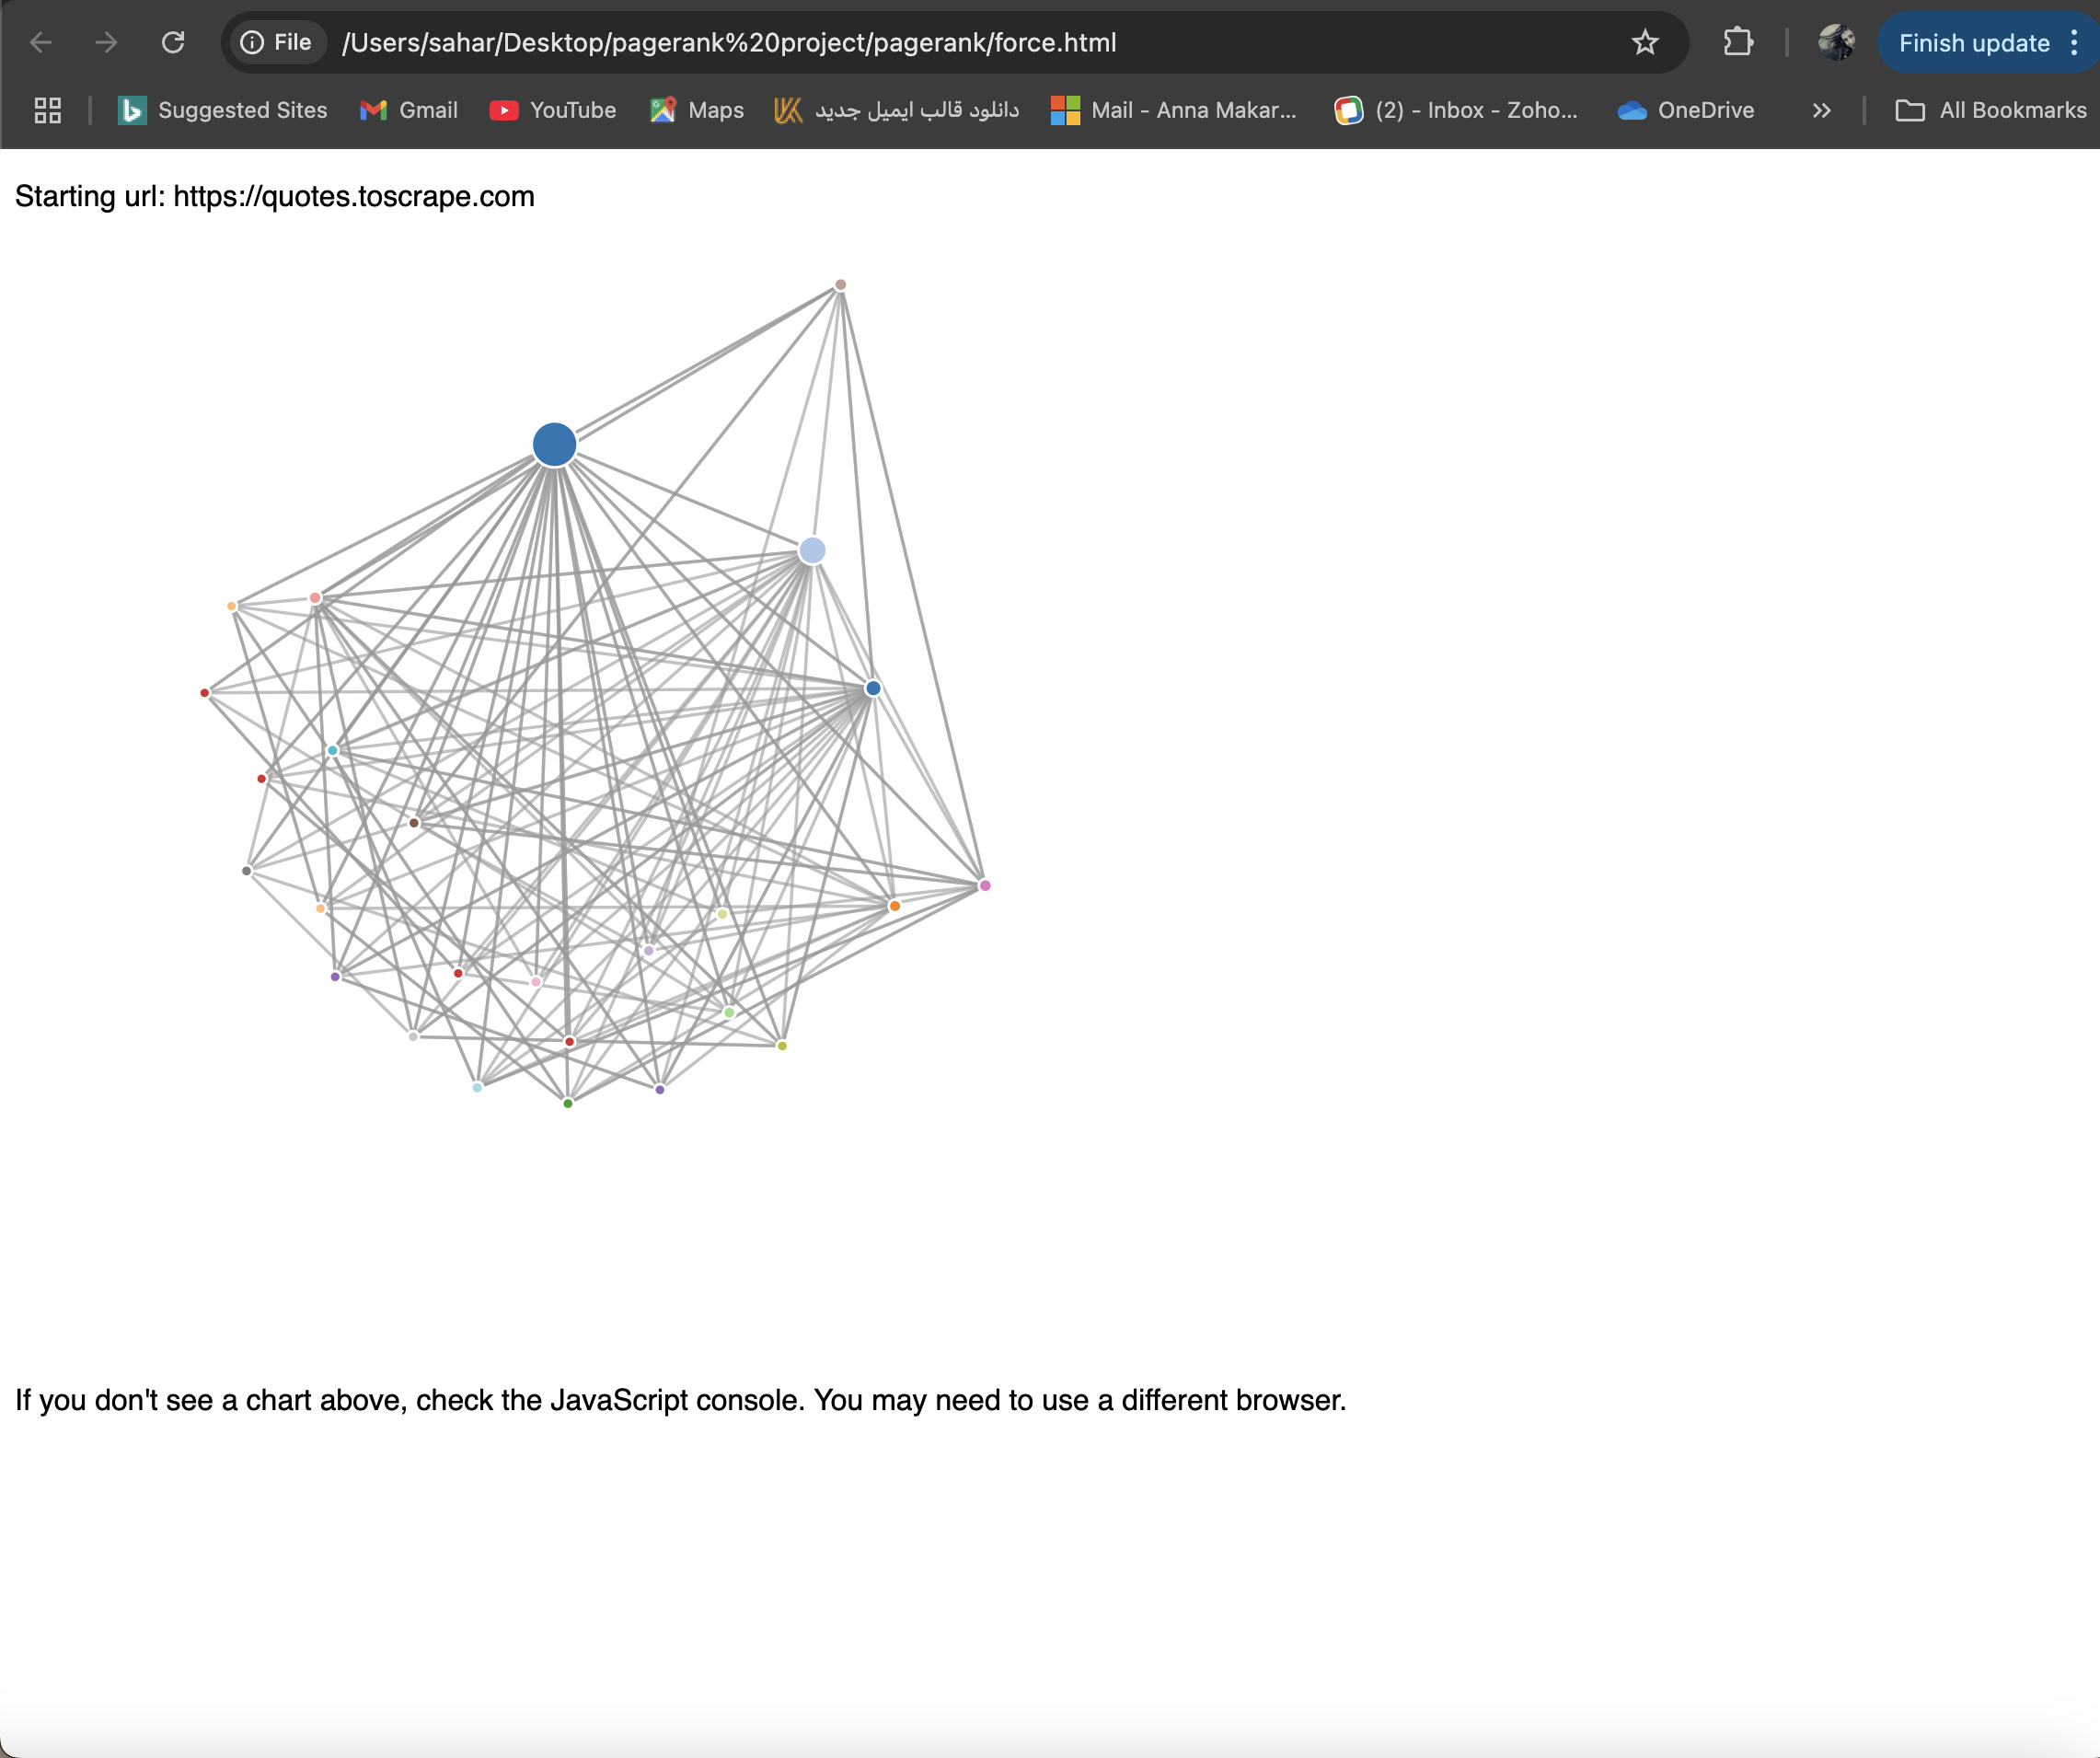 File /Users/sahar/Desktop/pagerank%20project/pagerank/force.html Finish update
Suggested Sites Gmail YouTube Maps دانلود قالب ایمیل جدید Mail - Anna Makar... (2) - Inbox - Zoho... OneDrive » All Bookmarks
Starting url: https://quotes.toscrape.com
If you don't see a chart above, check the JavaScript console. You may need to use a different browser.